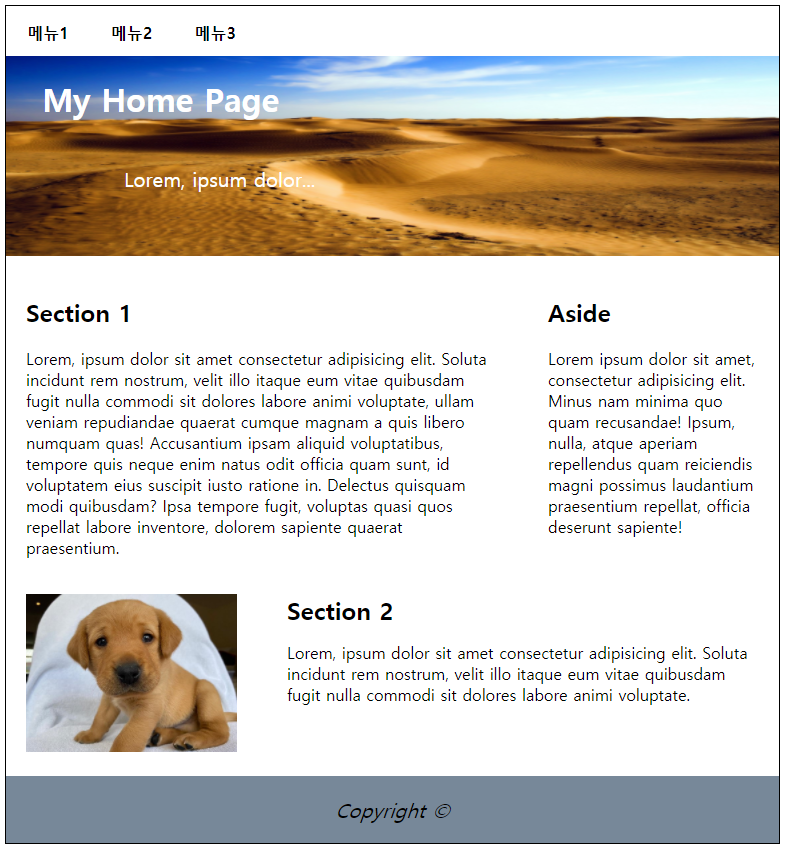 메뉴1 메뉴2 메뉴3
My Home Page
Lorem, ipsum dolor...
Section 1
Lorem, ipsum dolor sit amet consectetur adipisicing elit. Soluta
incidunt rem nostrum, velit illo itaque eum vitae quibusdam
fugit nulla commodi sit dolores labore animi voluptate, ullam
veniam repudiandae quaerat cumque magnam a quis libero
numquam quas! Accusantium ipsam aliquid voluptatibus,
tempore quis neque enim natus odit officia quam sunt, id
voluptatem eius suscipit iusto ratione in. Delectus quisquam
modi quibusdam? Ipsa tempore fugit, voluptas quasi quos
repellat labore inventore, dolorem sapiente quaerat
praesentium.
Aside
Lorem ipsum dolor sit amet,
consectetur adipisicing elit.
Minus nam minima quo
quam recusandae! Ipsum,
nulla, atque aperiam
repellendus quam reiciendis
magni possimus laudantium
praesentium repellat, officia
deserunt sapiente!
Section 2
Lorem, ipsum dolor sit amet consectetur adipisicing elit. Soluta
incidunt rem nostrum, velit illo itaque eum vitae quibusdam
fugit nulla commodi sit dolores labore animi voluptate.
Copyright ©